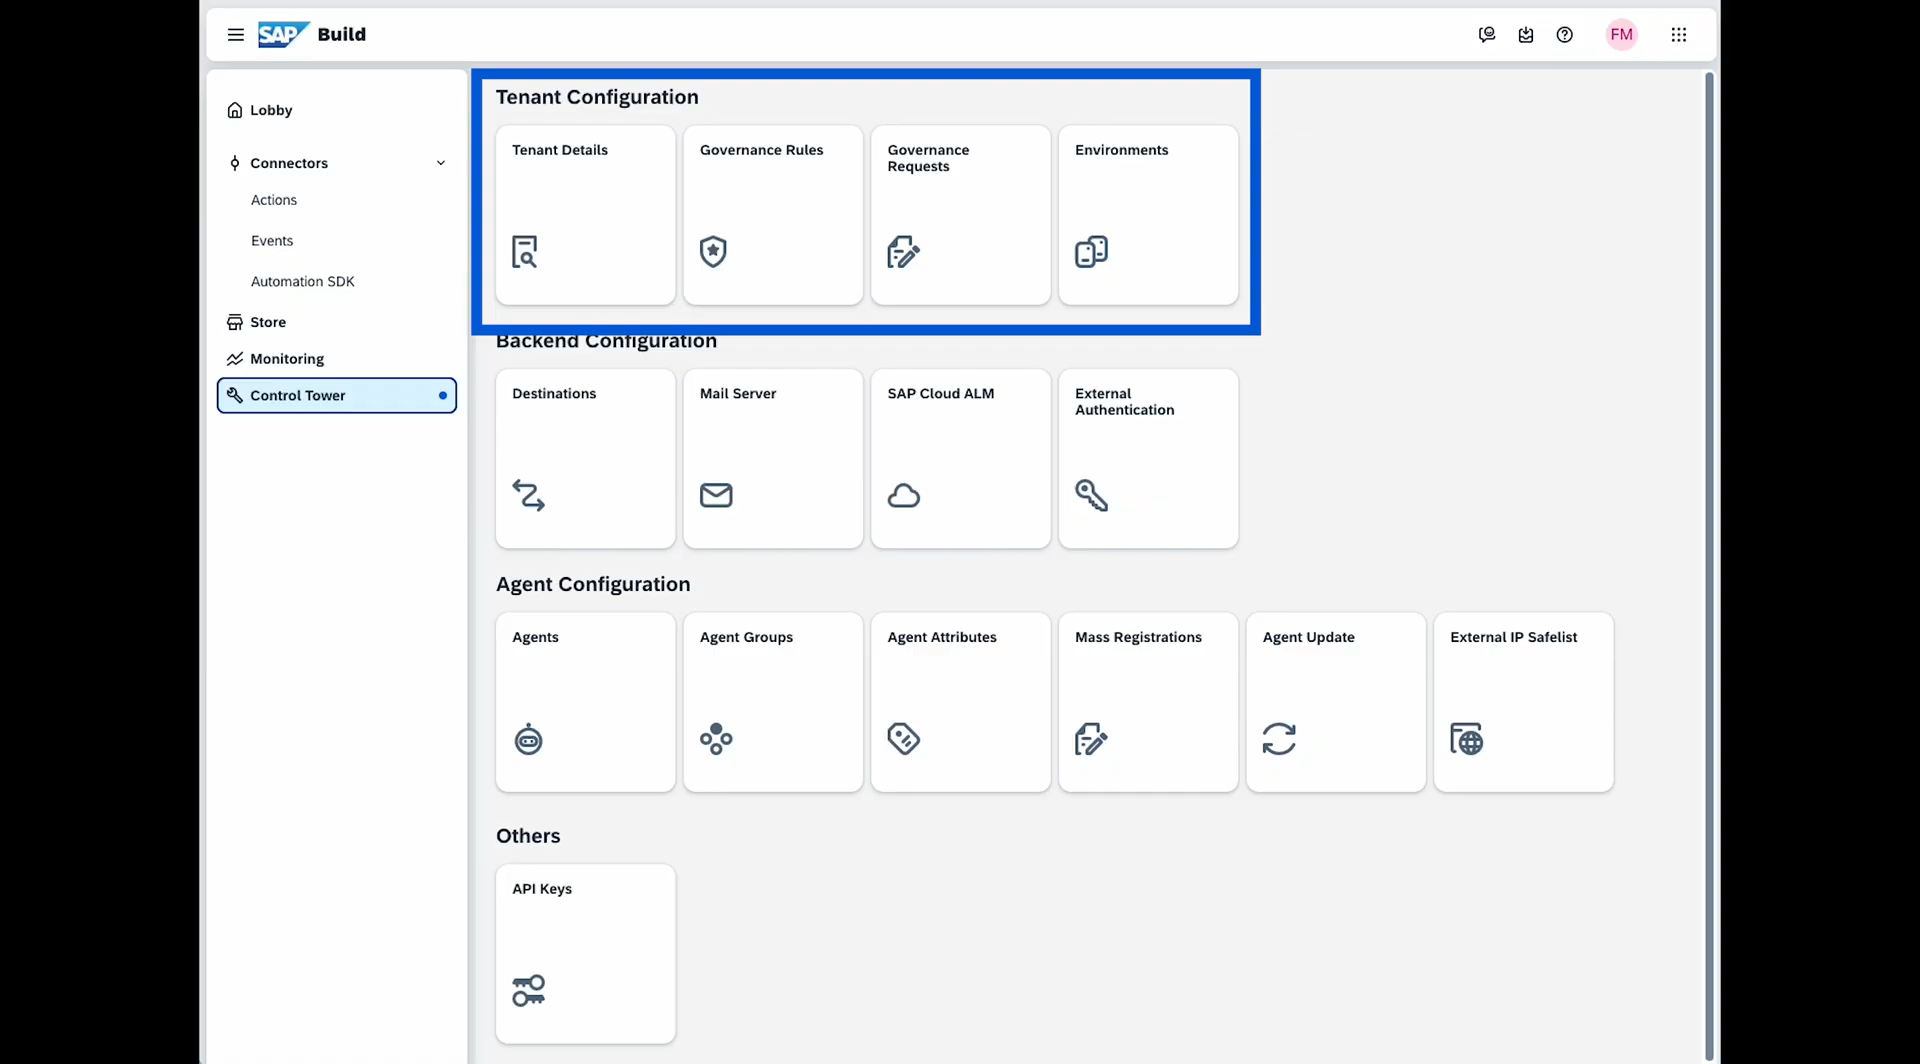 SAP Build
FM
Lobby
Connectors
Actions
Events
Automation SDK
Store
Monitoring
Control Tower
Tenant Configuration
Tenant Details
Governance Rules
Governance
Requests
Environments
Backend Configuration
Destinations
Mail Server
SAP Cloud ALM
External
Authentication
Agent Configuration
Agents
Agent Groups
Agent Attributes
Mass Registrations
Agent Update
External IP Safelist
Others
API Keys